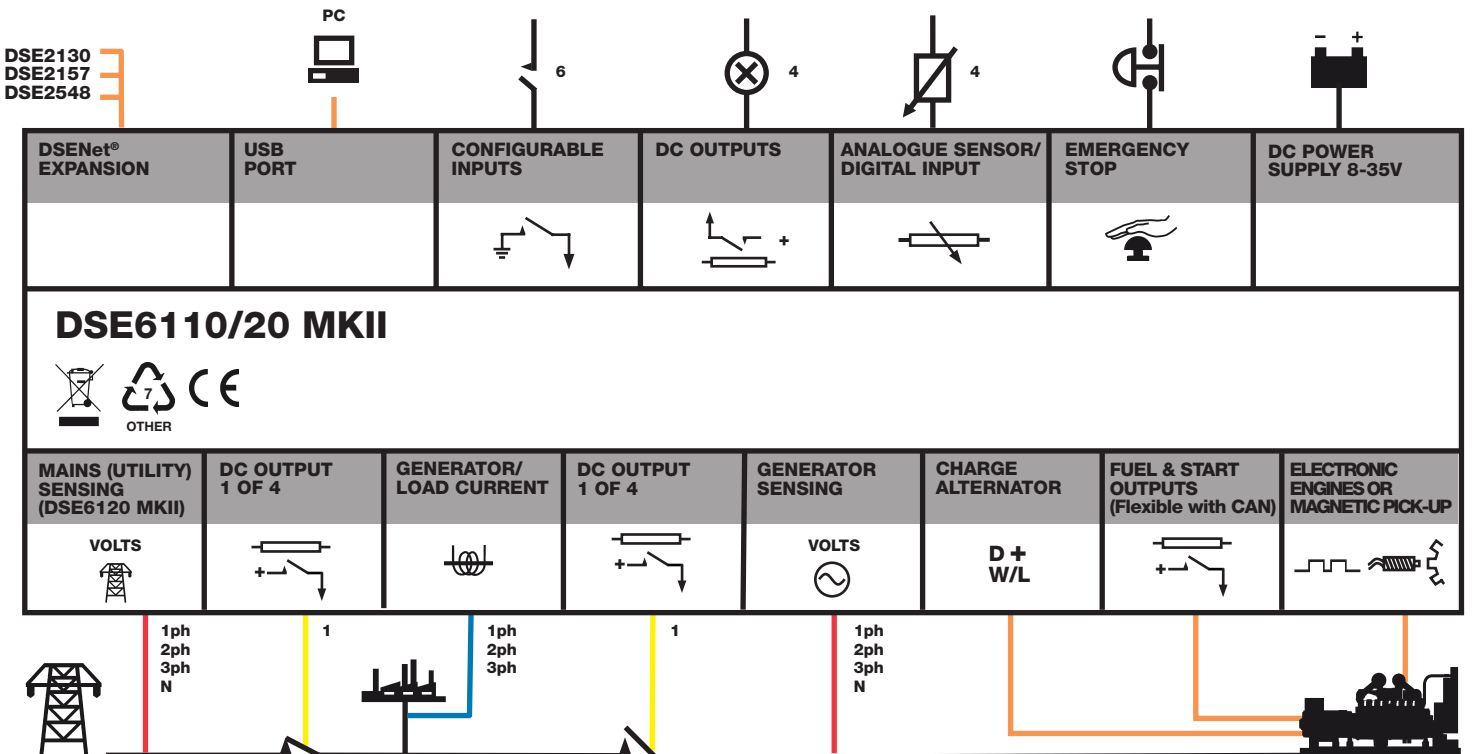 PC
DSE2130
DSE2157
DSE2548
6
4
4
- +
DSENet®
EXPANSION
USB
PORT
CONFIGURABLE
INPUTS
DC OUTPUTS
ANALOGUE SENSOR/
DIGITAL INPUT
EMERGENCY
STOP
DC POWER
SUPPLY 8-35V
+
DSE6110/20 MKII
7
OTHER
CE
MAINS (UTILITY)
SENSING
(DSE6120 MKII)
DC OUTPUT
1 OF 4
GENERATOR/
LOAD CURRENT
DC OUTPUT
1 OF 4
GENERATOR
SENSING
CHARGE
ALTERNATOR
FUEL & START
OUTPUTS
(Flexible with CAN)
ELECTRONIC
ENGINES OR
MAGNETIC PICK-UP
VOLTS
+
+
VOLTS
D +
W/L
+
1ph
2ph
3ph
N
1
1ph
2ph
3ph
1
1ph
2ph
3ph
N